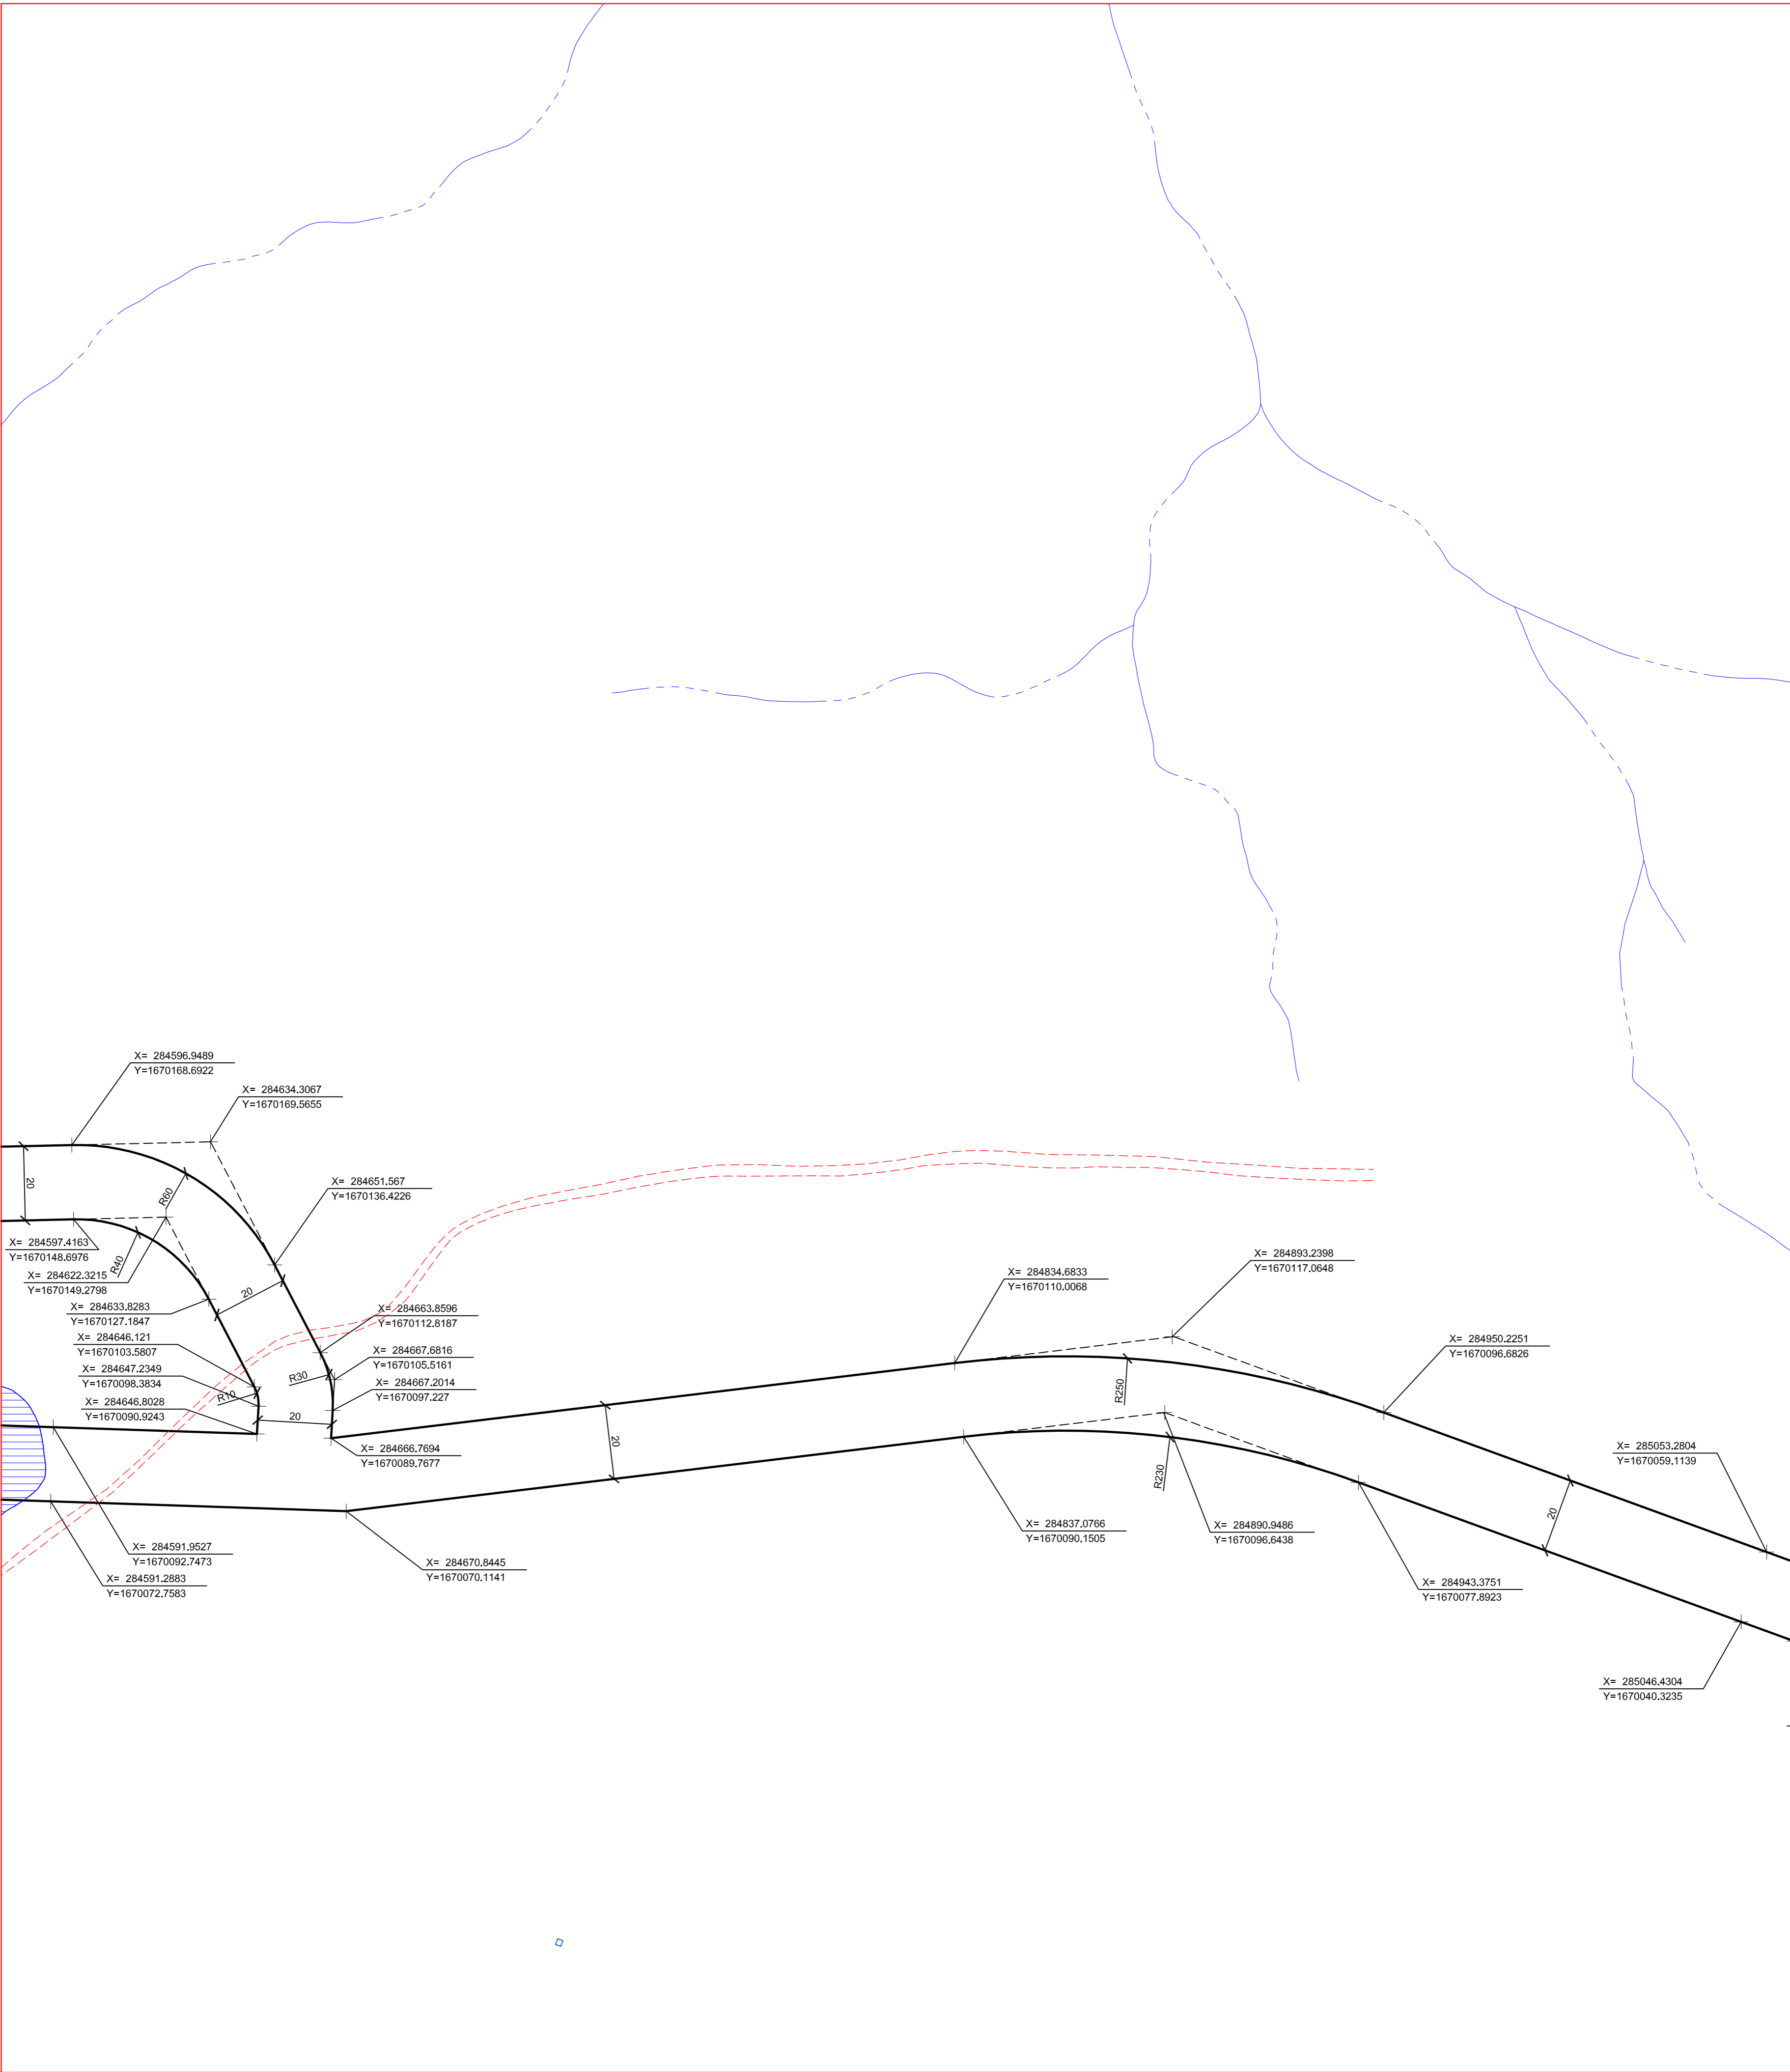 X= 284596.9489
Y=1670168.6922
X= 284634.3067
Y=1670169.5655
X= 284651.567
Y=1670136.4226
20
R60
X= 284597.4163
Y=1670148.6976
R40
X= 284622.3215
Y=1670149.2798
20
X= 284633.8283
Y=1670127.1847
X= 284663.8596
Y=1670112.8187
X= 284646.121
Y=1670103.5807
X= 284667.6816
Y=1670105.5161
X= 284647.2349
Y=1670098.3834
R30
R10
X= 284667.2014
Y=1670097.227
X= 284646.8028
Y=1670090.9243
20
X= 284666.7694
Y=1670089.7677
20
X= 284834.6833
Y=1670110.0068
X= 284893.2398
Y=1670117.0648
X= 284950.2251
Y=1670096.6826
R250
R230
X= 285053.2804
Y=1670059.1139
X= 284591.9527
Y=1670092.7473
X= 284591.2883
Y=1670072.7583
X= 284670.8445
Y=1670070.1141
X= 284837.0766
Y=1670090.1505
X= 284890.9486
Y=1670096.6438
20
X= 284943.3751
Y=1670077.8923
X= 285046.4304
Y=1670040.3235